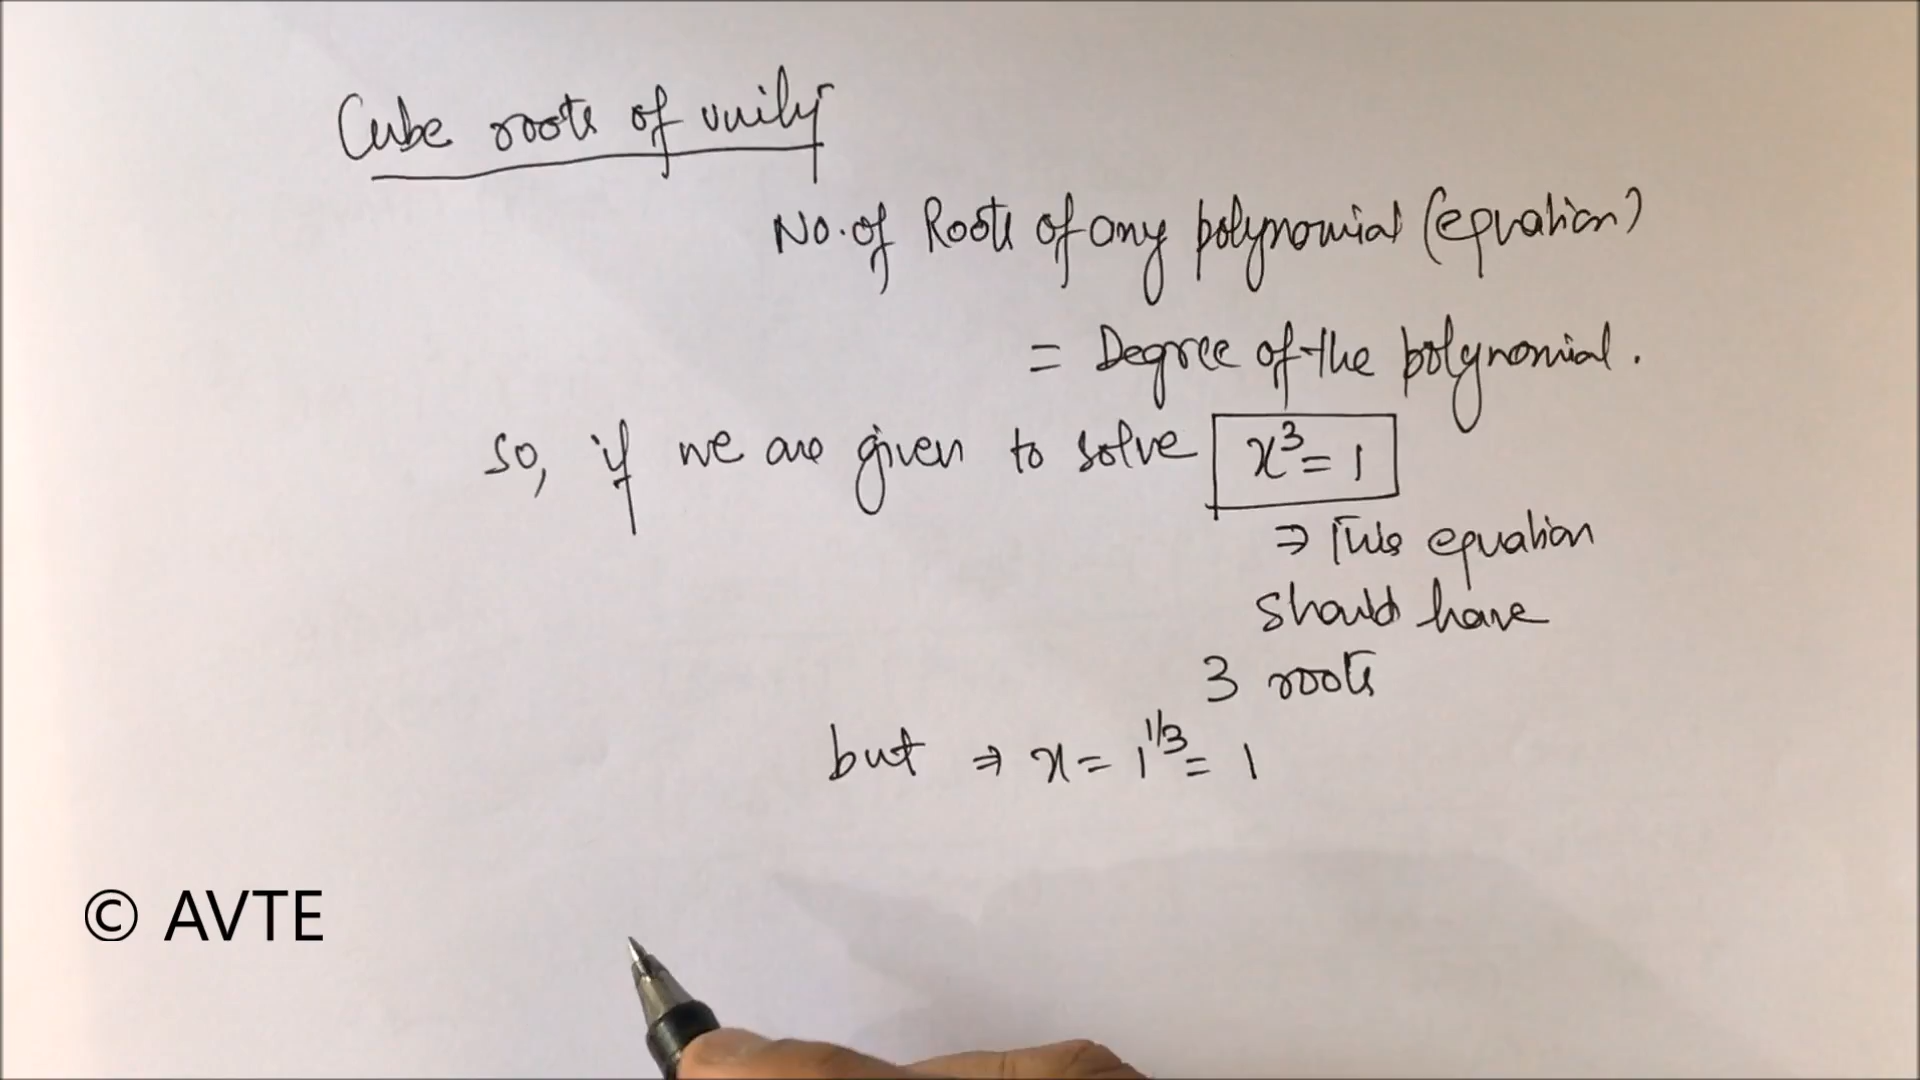 Cube roots of unity
No. of Roots of any polynomial (equation)
= Degree of the polynomial.
so, if we are given to solve x³ = 1
⇒ This equation
should have
3 roots
but ⇒ x = 1^{1/3} = 1
© AVTE